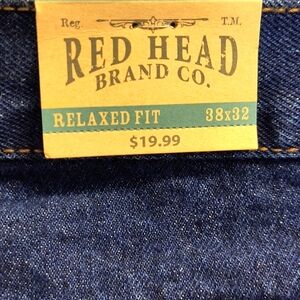 Reg. T.M.
RED HEAD
BRAND CO.
RELAXED FIT 38x32
$19.99